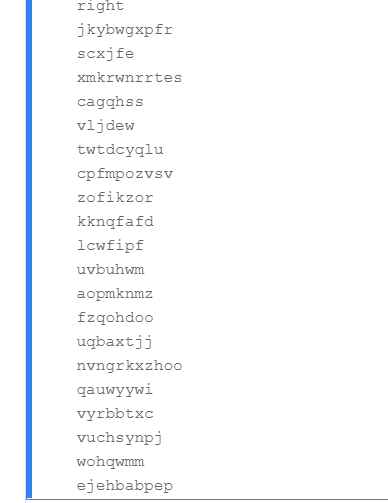 right
jkybwgxpfr
scxjfe
xmkrwnrrtes
cagqhss
vljdew
twtdcyqlu
cpfmpozvsv
zofikzor
kknqfafd
lcwfipf
uvbuhwm
aopmknmz
fzqohdoo
uqbaxtjj
nvngrkxzhoo
qauwyywi
vyrbbtxc
vuchsynpj
wohqwmm
ejehbabpep